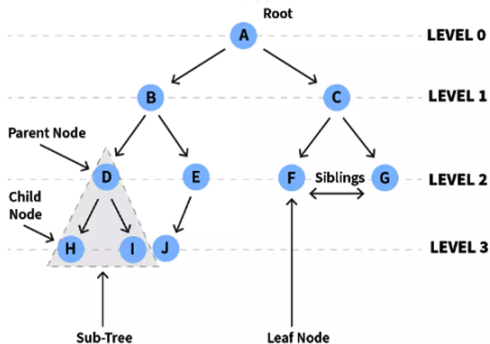 Root
A
LEVEL 0
B
C
LEVEL 1
Parent Node
D
E
F
Siblings
G
LEVEL 2
Child
Node
H
I
J
LEVEL 3
Sub-Tree
Leaf Node